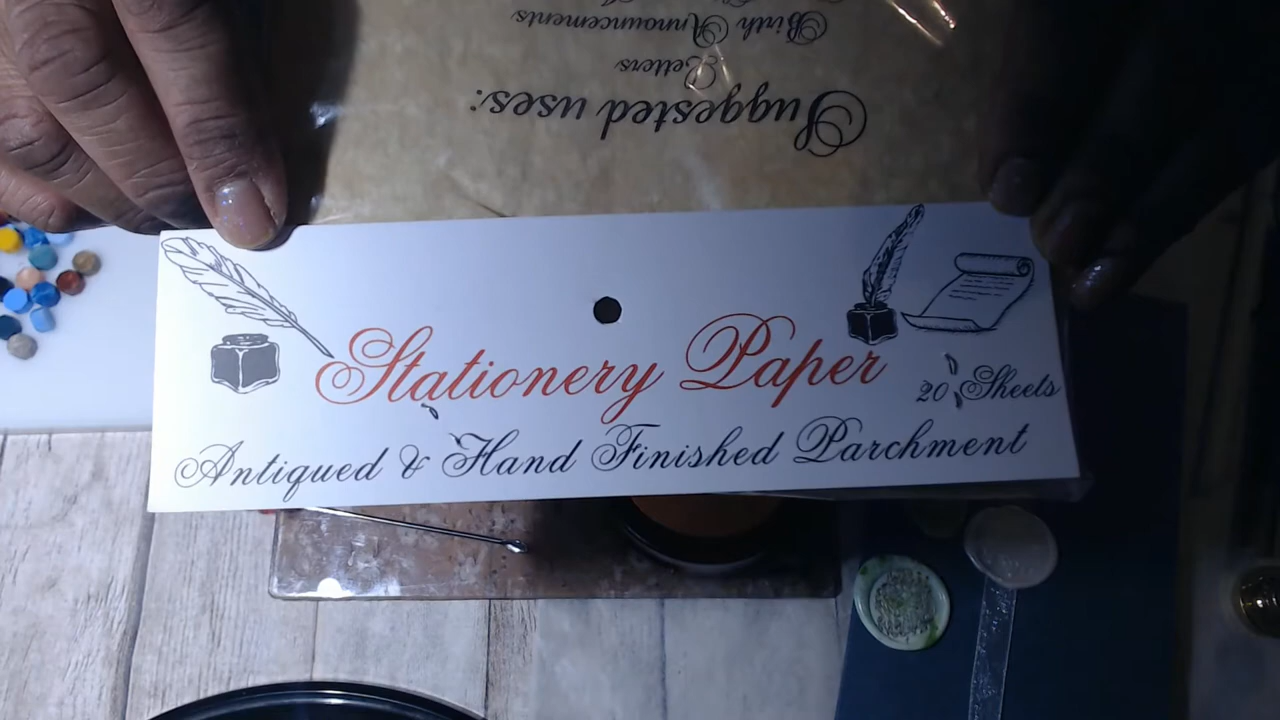 Stationery Paper
20 Sheets
Antiqued & Hand Finished Parchment
Suggested uses:
Letters
Birth Announcements